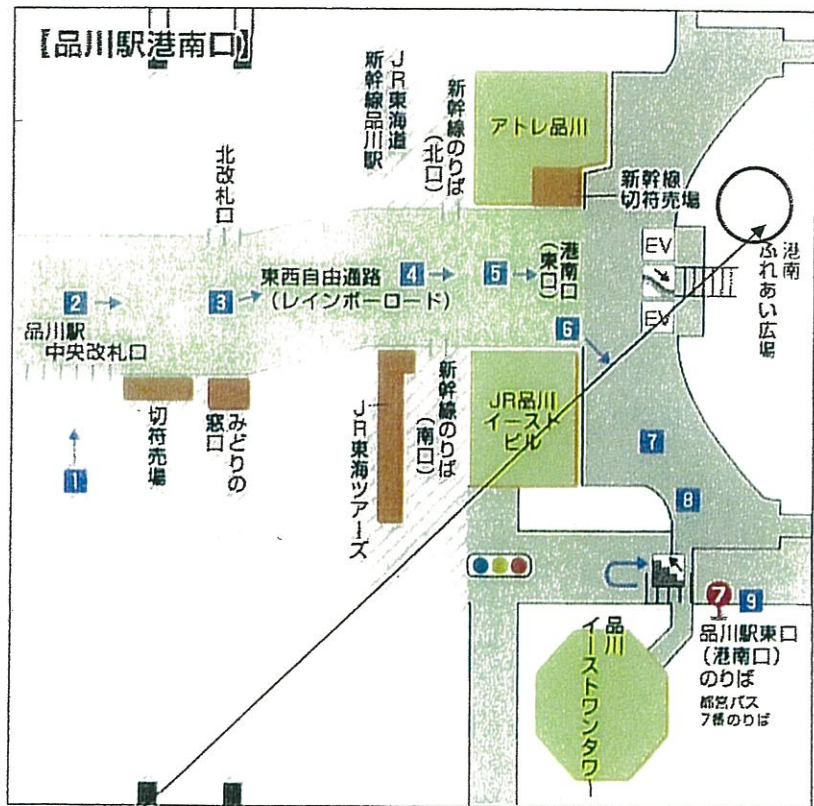 【品川駅港南口】
北改札口
JR東海道
新幹線品川駅
新幹線のりば
(北口)
アトレ品川
新幹線
切符売場
EV
EV
港南
ふれあい広場
東西自由通路
(レインボーロード)
港南口
(東口)
1
2
3
4
5
6
7
8
9
品川駅
中央改札口
切符売場
みどりの
窓口
JR東海ツアーズ
新幹線のりば
(南口)
JR品川
イースト
ビル
品川
イーストワンタワ
7
品川駅東口
(港南口)
のりば
都営バス
7番のりば